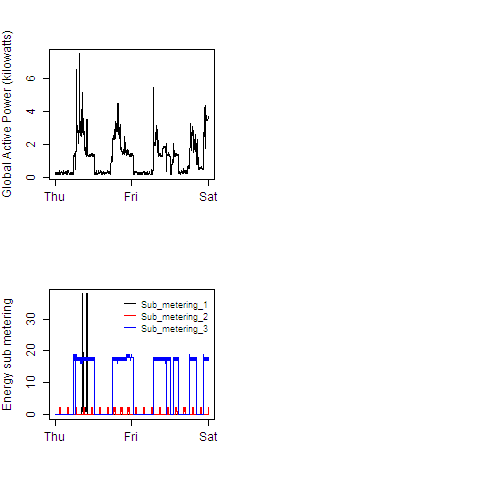 Global Active Power (kilowatts)
6
4
2
0
Thu Fri Sat
Energy sub metering
30
20
10
0
Sub_metering_1
Sub_metering_2
Sub_metering_3
Thu Fri Sat